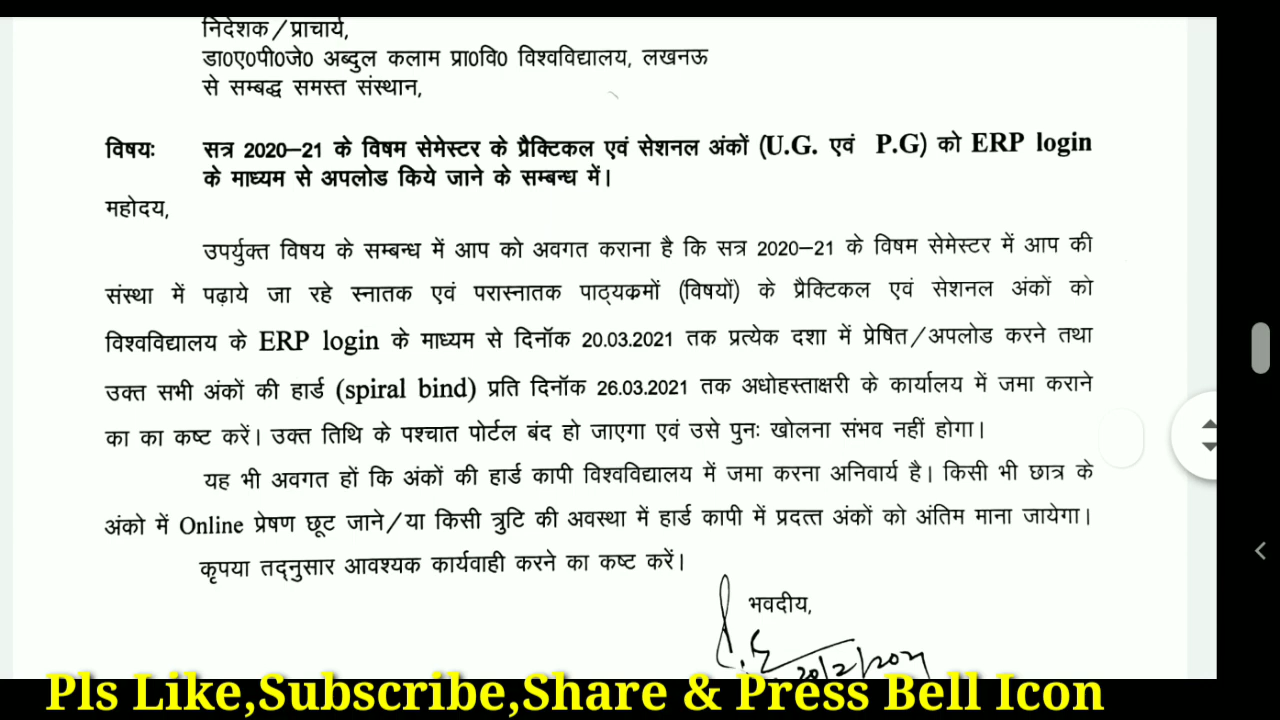 निदेशक/प्राचार्य,
डा0ए0पी0जे0 अब्दुल कलाम प्रा0वि0 विश्वविद्यालय, लखनऊ
से सम्बद्ध समस्त संस्थान,
विषयः सत्र 2020–21 के विषम सेमेस्टर के प्रैक्टिकल एवं सेशनल अंकों (U.G. एवं P.G) को ERP login
के माध्यम से अपलोड किये जाने के सम्बन्ध में।
महोदय,
उपर्युक्त विषय के सम्बन्ध में आप को अवगत कराना है कि सत्र 2020–21 के विषम सेमेस्टर में आप की
संस्था में पढ़ाये जा रहे स्नातक एवं परास्नातक पाठ्यकमों (विषयों) के प्रैक्टिकल एवं सेशनल अंकों को
विश्वविद्यालय के ERP login के माध्यम से दिनॉक 20.03.2021 तक प्रत्येक दशा में प्रेषित/अपलोड करने तथा
उक्त सभी अंकों की हार्ड (spiral bind) प्रति दिनॉक 26.03.2021 तक अधोहस्ताक्षरी के कार्यालय में जमा कराने
का का कष्ट करें। उक्त तिथि के पश्चात पोर्टल बंद हो जाएगा एवं उसे पुनः खोलना संभव नहीं होगा।
यह भी अवगत हों कि अंकों की हार्ड कापी विश्वविद्यालय में जमा करना अनिवार्य है। किसी भी छात्र के
अंको में Online प्रेषण छूट जाने/या किसी त्रुटि की अवस्था में हार्ड कापी में प्रदत्त अंकों को अंतिम माना जायेगा।
कृपया तद्नुसार आवश्यक कार्यवाही करने का कष्ट करें।
भवदीय,
20/2/2021
Pls Like,Subscribe,Share & Press Bell Icon